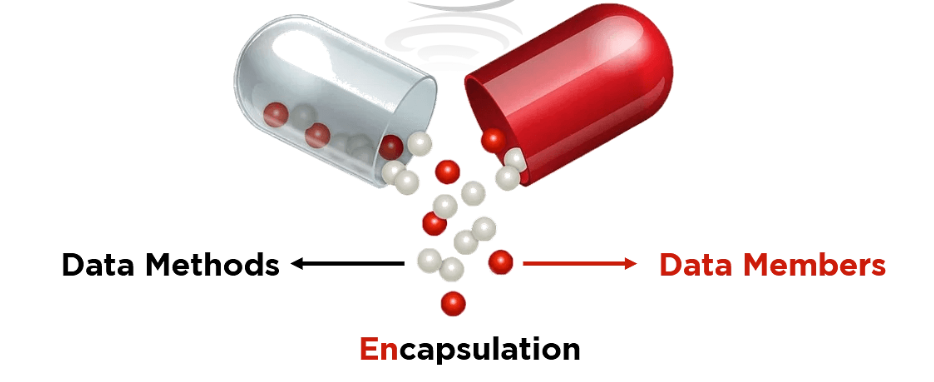 Data Methods
Data Members
Encapsulation